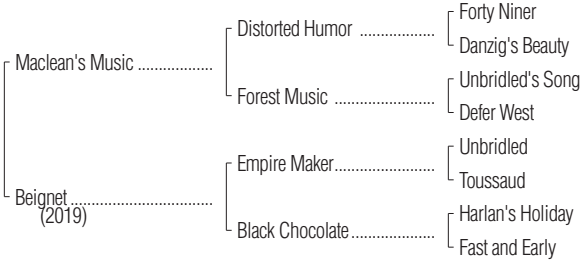 Forty Niner
Distorted Humor ..................
Danzig's Beauty
Maclean's Music .................
Unbridled's Song
Forest Music ........................
Defer West
Unbridled
Empire Maker........................
Toussaud
Beignet ..................................
(2019)
Harlan's Holiday
Black Chocolate....................
Fast and Early